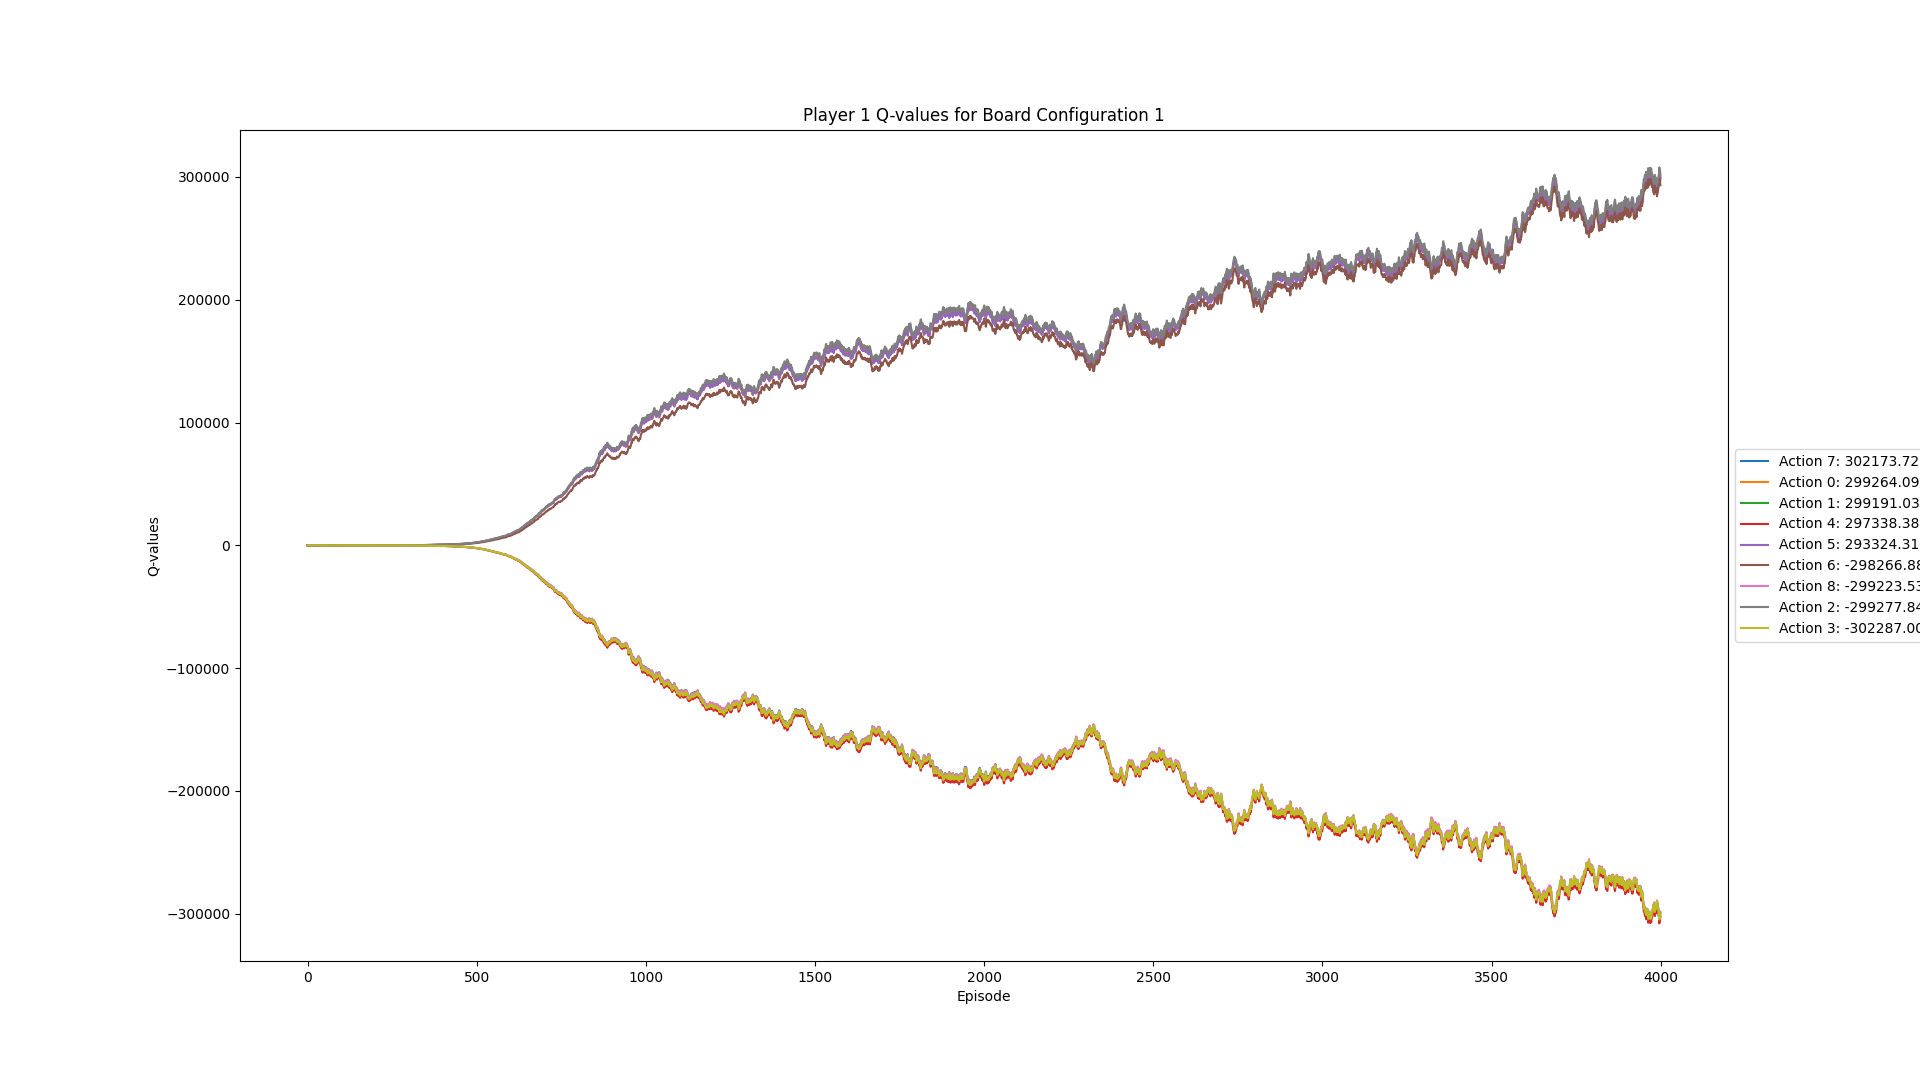 Player 1 Q-values for Board Configuration 1
300000
200000
100000
0
−100000
−200000
−300000
Q-values
0 500 1000 1500 2000 2500 3000 3500 4000
Episode
Action 7: 302173.72
Action 0: 299264.09
Action 1: 299191.03
Action 4: 297338.38
Action 5: 293324.31
Action 6: -298266.88
Action 8: -299223.53
Action 2: -299277.84
Action 3: -302287.00